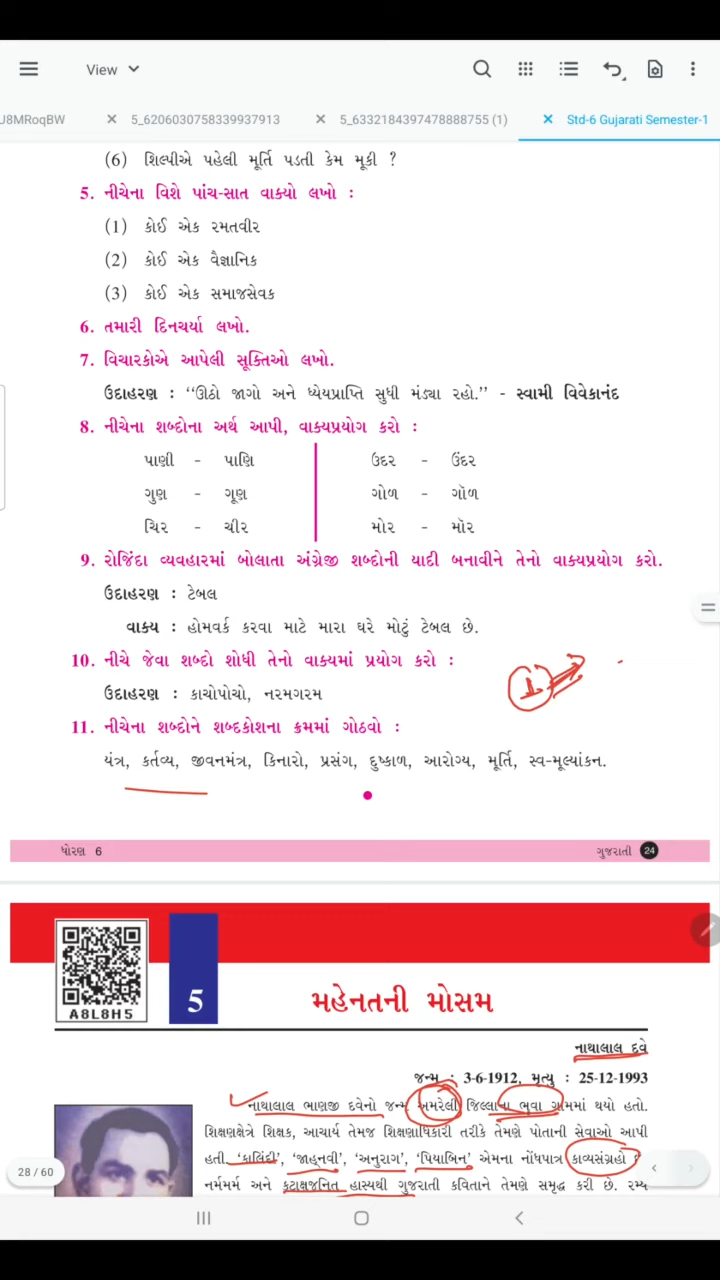 View
J8MRoqBW 5_6206030758339937913 5_6332184397478888755 (1) Std-6 Gujarati Semester-1
(6) શિલ્પીએ પહેલી મૂર્તિ પડતી કેમ મૂકી ?
5. નીચેના વિશે પાંચ-સાત વાક્યો લખો :
(1) કોઈ એક રમતવીર
(2) કોઈ એક વૈજ્ઞાનિક
(3) કોઈ એક સમાજસેવક
6. તમારી દિનચર્યા લખો.
7. વિચારકોએ આપેલી સૂક્તિઓ લખો.
ઉદાહરણ : “ઊઠો જાગો અને ધ્યેયપ્રાપ્તિ સુધી મંડ્યા રહો.” - સ્વામી વિવેકાનંદ
8. નીચેના શબ્દોના અર્થ આપી, વાક્યપ્રયોગ કરો :
પાણી - પાણિ ઉદર - ઉંદર
ગુણ - ગૂણ ગોળ - ગૉળ
ચિર - ચીર મોર - મૉર
9. રોજિંદા વ્યવહારમાં બોલાતા અંગ્રેજી શબ્દોની યાદી બનાવીને તેનો વાક્યપ્રયોગ કરો.
ઉદાહરણ : ટેબલ
વાક્ય : હોમવર્ક કરવા માટે મારા ઘરે મોટું ટેબલ છે.
10. નીચે જેવા શબ્દો શોધી તેનો વાક્યમાં પ્રયોગ કરો :
ઉદાહરણ : કાચોપોચો, નરમગરમ
11. નીચેના શબ્દોને શબ્દકોશના ક્રમમાં ગોઠવો :
યંત્ર, કર્તવ્ય, જીવનમંત્ર, કિનારો, પ્રસંગ, દુષ્કાળ, આરોગ્ય, મૂર્તિ, સ્વ-મૂલ્યાંકન.
ધોરણ 6 ગુજરાતી 24
A8L8H5
5 મહેનતની મોસમ
નાથાલાલ દવે
જન્મ : 3-6-1912, મૃત્યુ : 25-12-1993
નાથાલાલ ભાણજી દવેનો જન્મ અમરેલી જિલ્લાના ભુવા ગામમાં થયો હતો.
શિક્ષણક્ષેત્રે શિક્ષક, આચાર્ય તેમજ શિક્ષણાધિકારી તરીકે તેમણે પોતાની સેવાઓ આપી
હતી. ‘કાલિંદી’, ‘જાહ્નવી’, ‘અનુરાગ’, ‘પિયાબિન’ એમના નોંધપાત્ર કાવ્યસંગ્રહો
નર્મમર્મ અને કટાક્ષજનિત હાસ્યથી ગુજરાતી કવિતાને તેમણે સમૃદ્ધ કરી છે. રમ્ય
28 / 60